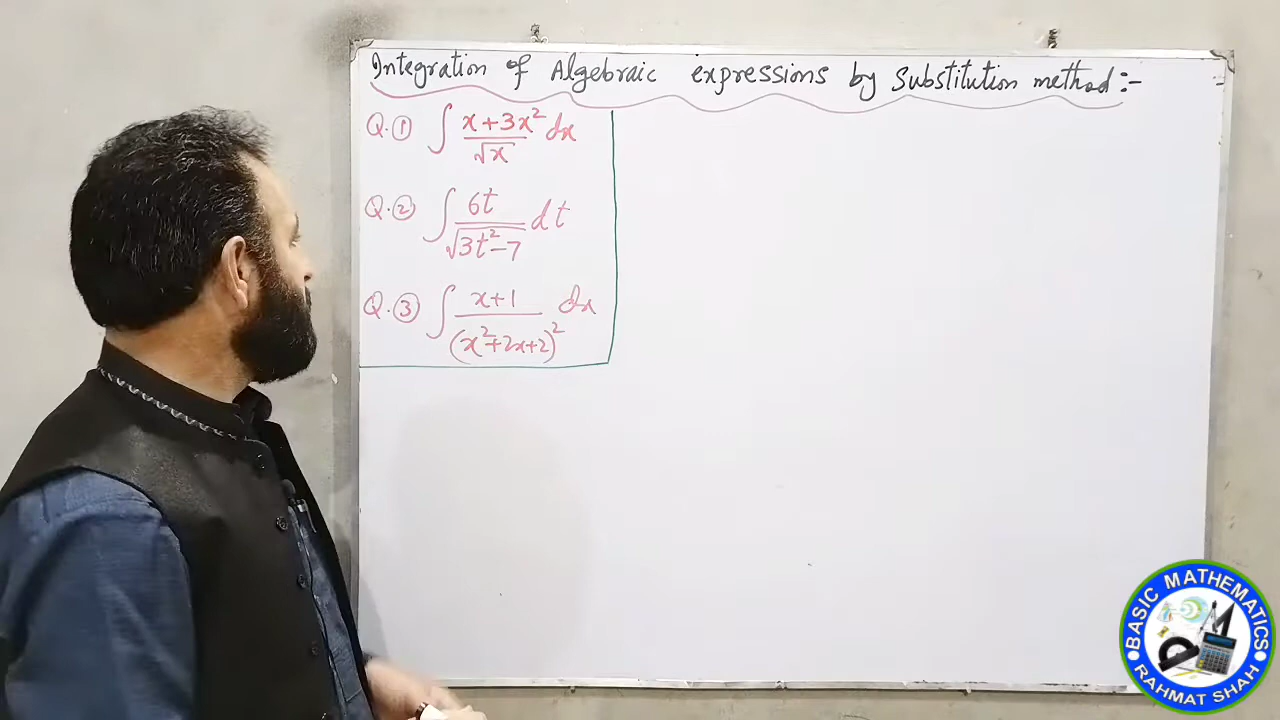 Integration of Algebraic expressions by Substitution method:-
Q.① ∫ (x+3x²)/√x dx
Q.② ∫ 6t/√(3t²-7) dt
Q.③ ∫ (x+1)/(x²+2x+2)² dx
BASIC MATHEMATICS
RAHMAT SHAH